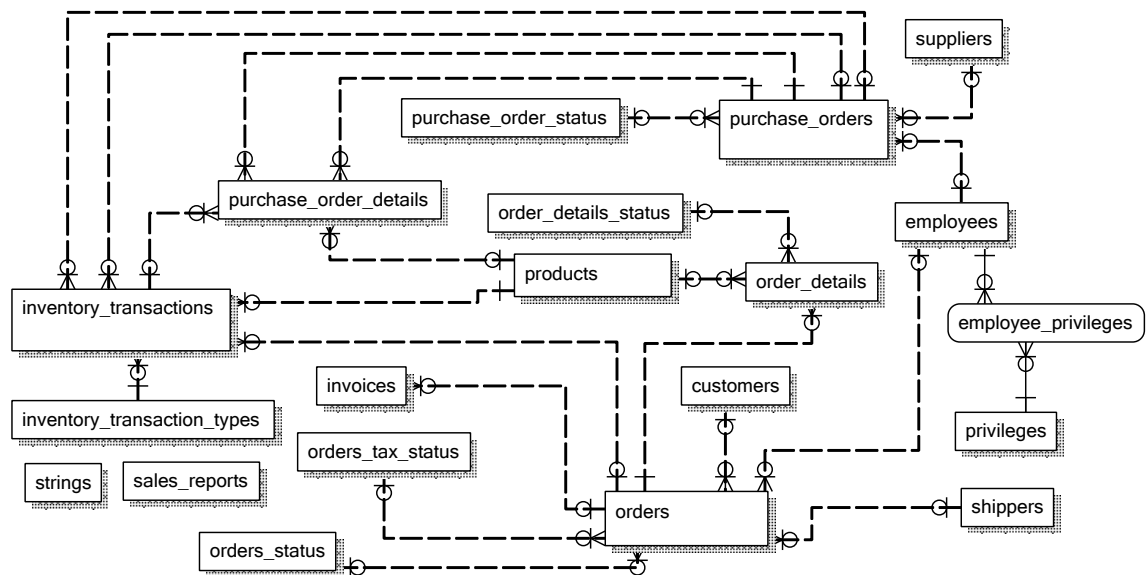 suppliers
purchase_order_status
purchase_orders
purchase_order_details
order_details_status
employees
products
order_details
inventory_transactions
employee_privileges
invoices
customers
inventory_transaction_types
privileges
orders_tax_status
strings
sales_reports
orders
shippers
orders_status